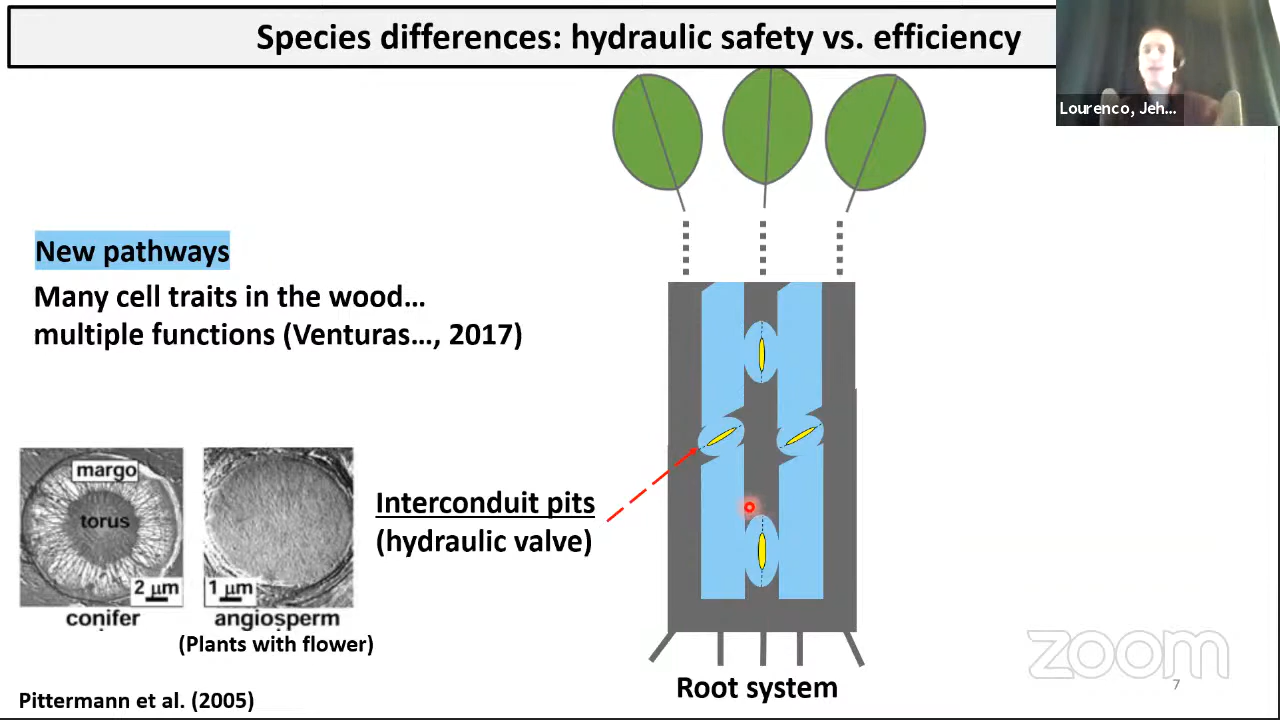 Species differences: hydraulic safety vs. efficiency
Lourenco, Jeh...
New pathways
Many cell traits in the wood…
multiple functions (Venturas…, 2017)
margo
torus
2 μm
1 μm
conifer
angiosperm
(Plants with flower)
Interconduit pits
(hydraulic valve)
Root system
Pittermann et al. (2005)
zoom
7